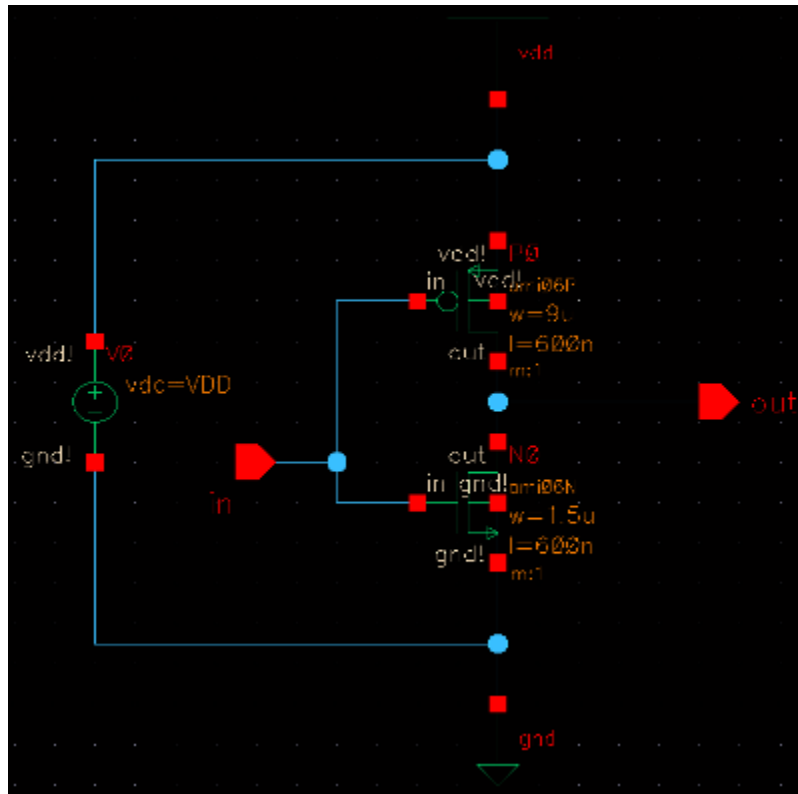 vdd
vdd!
P0
in
vdd!
ami06P
w=9u
out
l=600n
m:1
vdd!
V0
vdc=VDD
out
gnd!
out
N0
in
gnd!
ami06N
in
w=1.5u
gnd!
l=600n
m:1
gnd